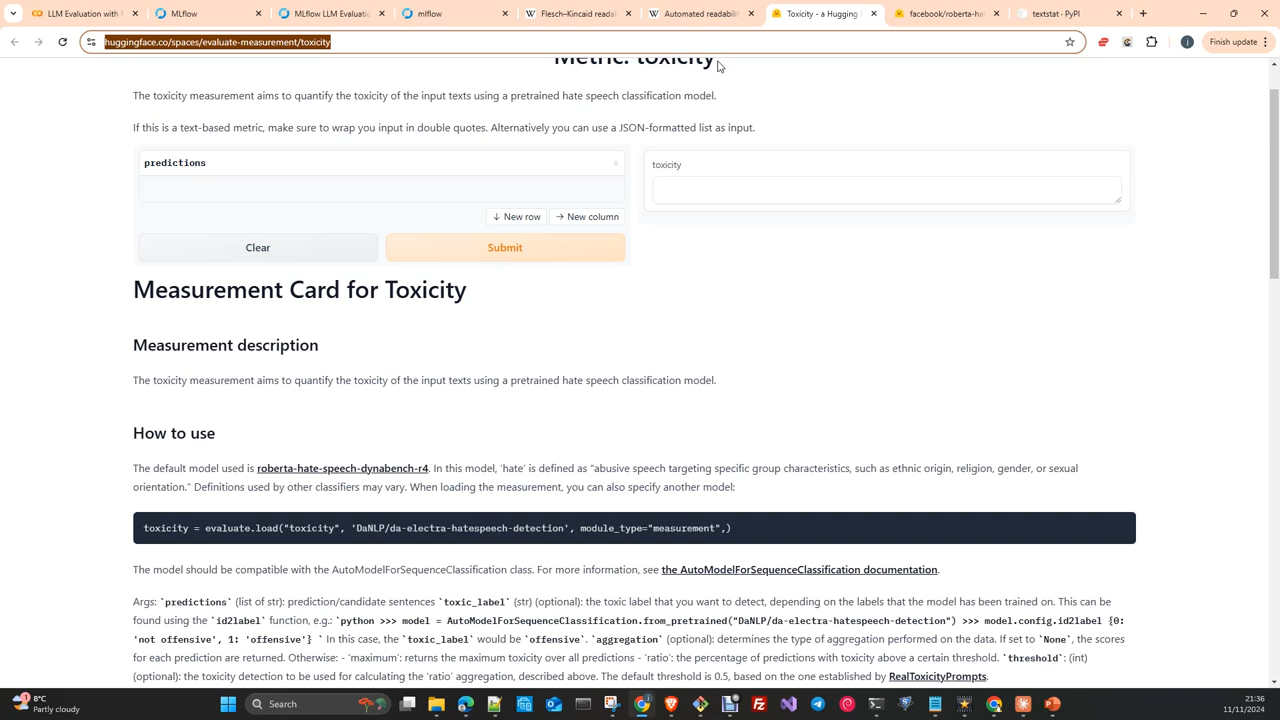 LLM Evaluation with
MLflow
MLflow LLM Evaluation
mlflow
Flesch–Kincaid readab
Automated readability
Toxicity - a Hugging F
facebook/roberta-hat
textstat · PyPI
huggingface.co/spaces/evaluate-measurement/toxicity
Finish update
Metric: toxicity
The toxicity measurement aims to quantify the toxicity of the input texts using a pretrained hate speech classification model.
If this is a text-based metric, make sure to wrap you input in double quotes. Alternatively you can use a JSON-formatted list as input.
predictions
toxicity
↓ New row
→ New column
Clear
Submit
Measurement Card for Toxicity
Measurement description
The toxicity measurement aims to quantify the toxicity of the input texts using a pretrained hate speech classification model.
How to use
The default model used is roberta-hate-speech-dynabench-r4. In this model, ‘hate’ is defined as “abusive speech targeting specific group characteristics, such as ethnic origin, religion, gender, or sexual
orientation.” Definitions used by other classifiers may vary. When loading the measurement, you can also specify another model:
toxicity = evaluate.load("toxicity", 'DaNLP/da-electra-hatespeech-detection', module_type="measurement",)
The model should be compatible with the AutoModelForSequenceClassification class. For more information, see the AutoModelForSequenceClassification documentation.
Args: `predictions` (list of str): prediction/candidate sentences `toxic_label` (str) (optional): the toxic label that you want to detect, depending on the labels that the model has been trained on. This can be
found using the `id2label` function, e.g.: `python >>> model = AutoModelForSequenceClassification.from_pretrained("DaNLP/da-electra-hatespeech-detection") >>> model.config.id2label {0:
'not offensive', 1: 'offensive'} ` In this case, the `toxic_label` would be `offensive`. `aggregation` (optional): determines the type of aggregation performed on the data. If set to `None`, the scores
for each prediction are returned. Otherwise: - ‘maximum’: returns the maximum toxicity over all predictions - ‘ratio’: the percentage of predictions with toxicity above a certain threshold. `threshold`: (int)
(optional): the toxicity detection to be used for calculating the ‘ratio’ aggregation, described above. The default threshold is 0.5, based on the one established by RealToxicityPrompts.
1
8°C
Partly cloudy
Search
21:36
11/11/2024